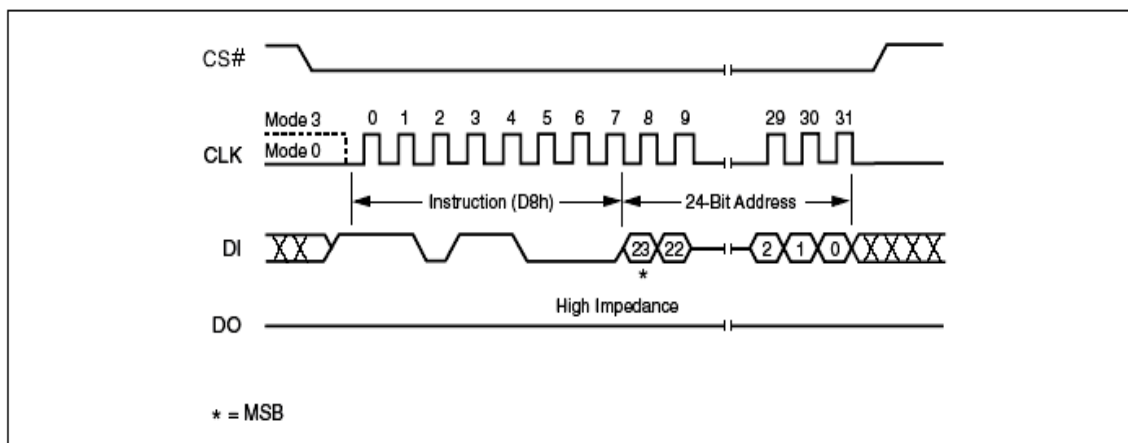 CS#
Mode 3
0 1 2 3 4 5 6 7 8 9 29 30 31
CLK
Mode 0
Instruction (D8h) 24-Bit Address
DI 23 22 2 1 0
*
High Impedance
DO
* = MSB